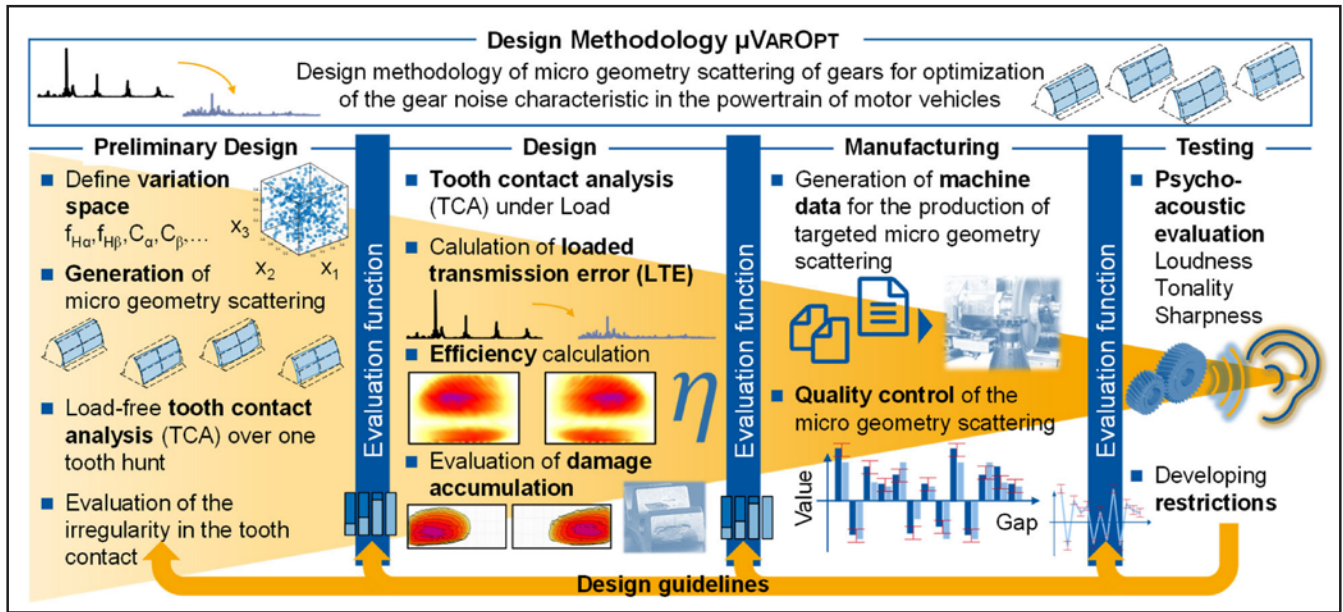 Design Methodology µVAROPT
Design methodology of micro geometry scattering of gears for optimization
of the gear noise characteristic in the powertrain of motor vehicles
Preliminary Design
■ Define variation
space
fHα,fHβ,Cα,Cβ,...
X3
X2
X1
■ Generation of
micro geometry scattering
■ Load-free tooth contact
analysis (TCA) over one
tooth hunt
■ Evaluation of the
irregularity in the tooth
contact
Evaluation function
Design
■ Tooth contact analysis
(TCA) under Load
■ Calulation of loaded
transmission error (LTE)
■ Efficiency calculation
η
■ Evaluation of damage
accumulation
Evaluation function
Manufacturing
■ Generation of machine
data for the production of
targeted micro geometry
scattering
■ Quality control of the
micro geometry scattering
Value
Gap
Evaluation function
Testing
■ Psycho-
acoustic
evaluation
Loudness
Tonality
Sharpness
■ Developing
restrictions
Design guidelines